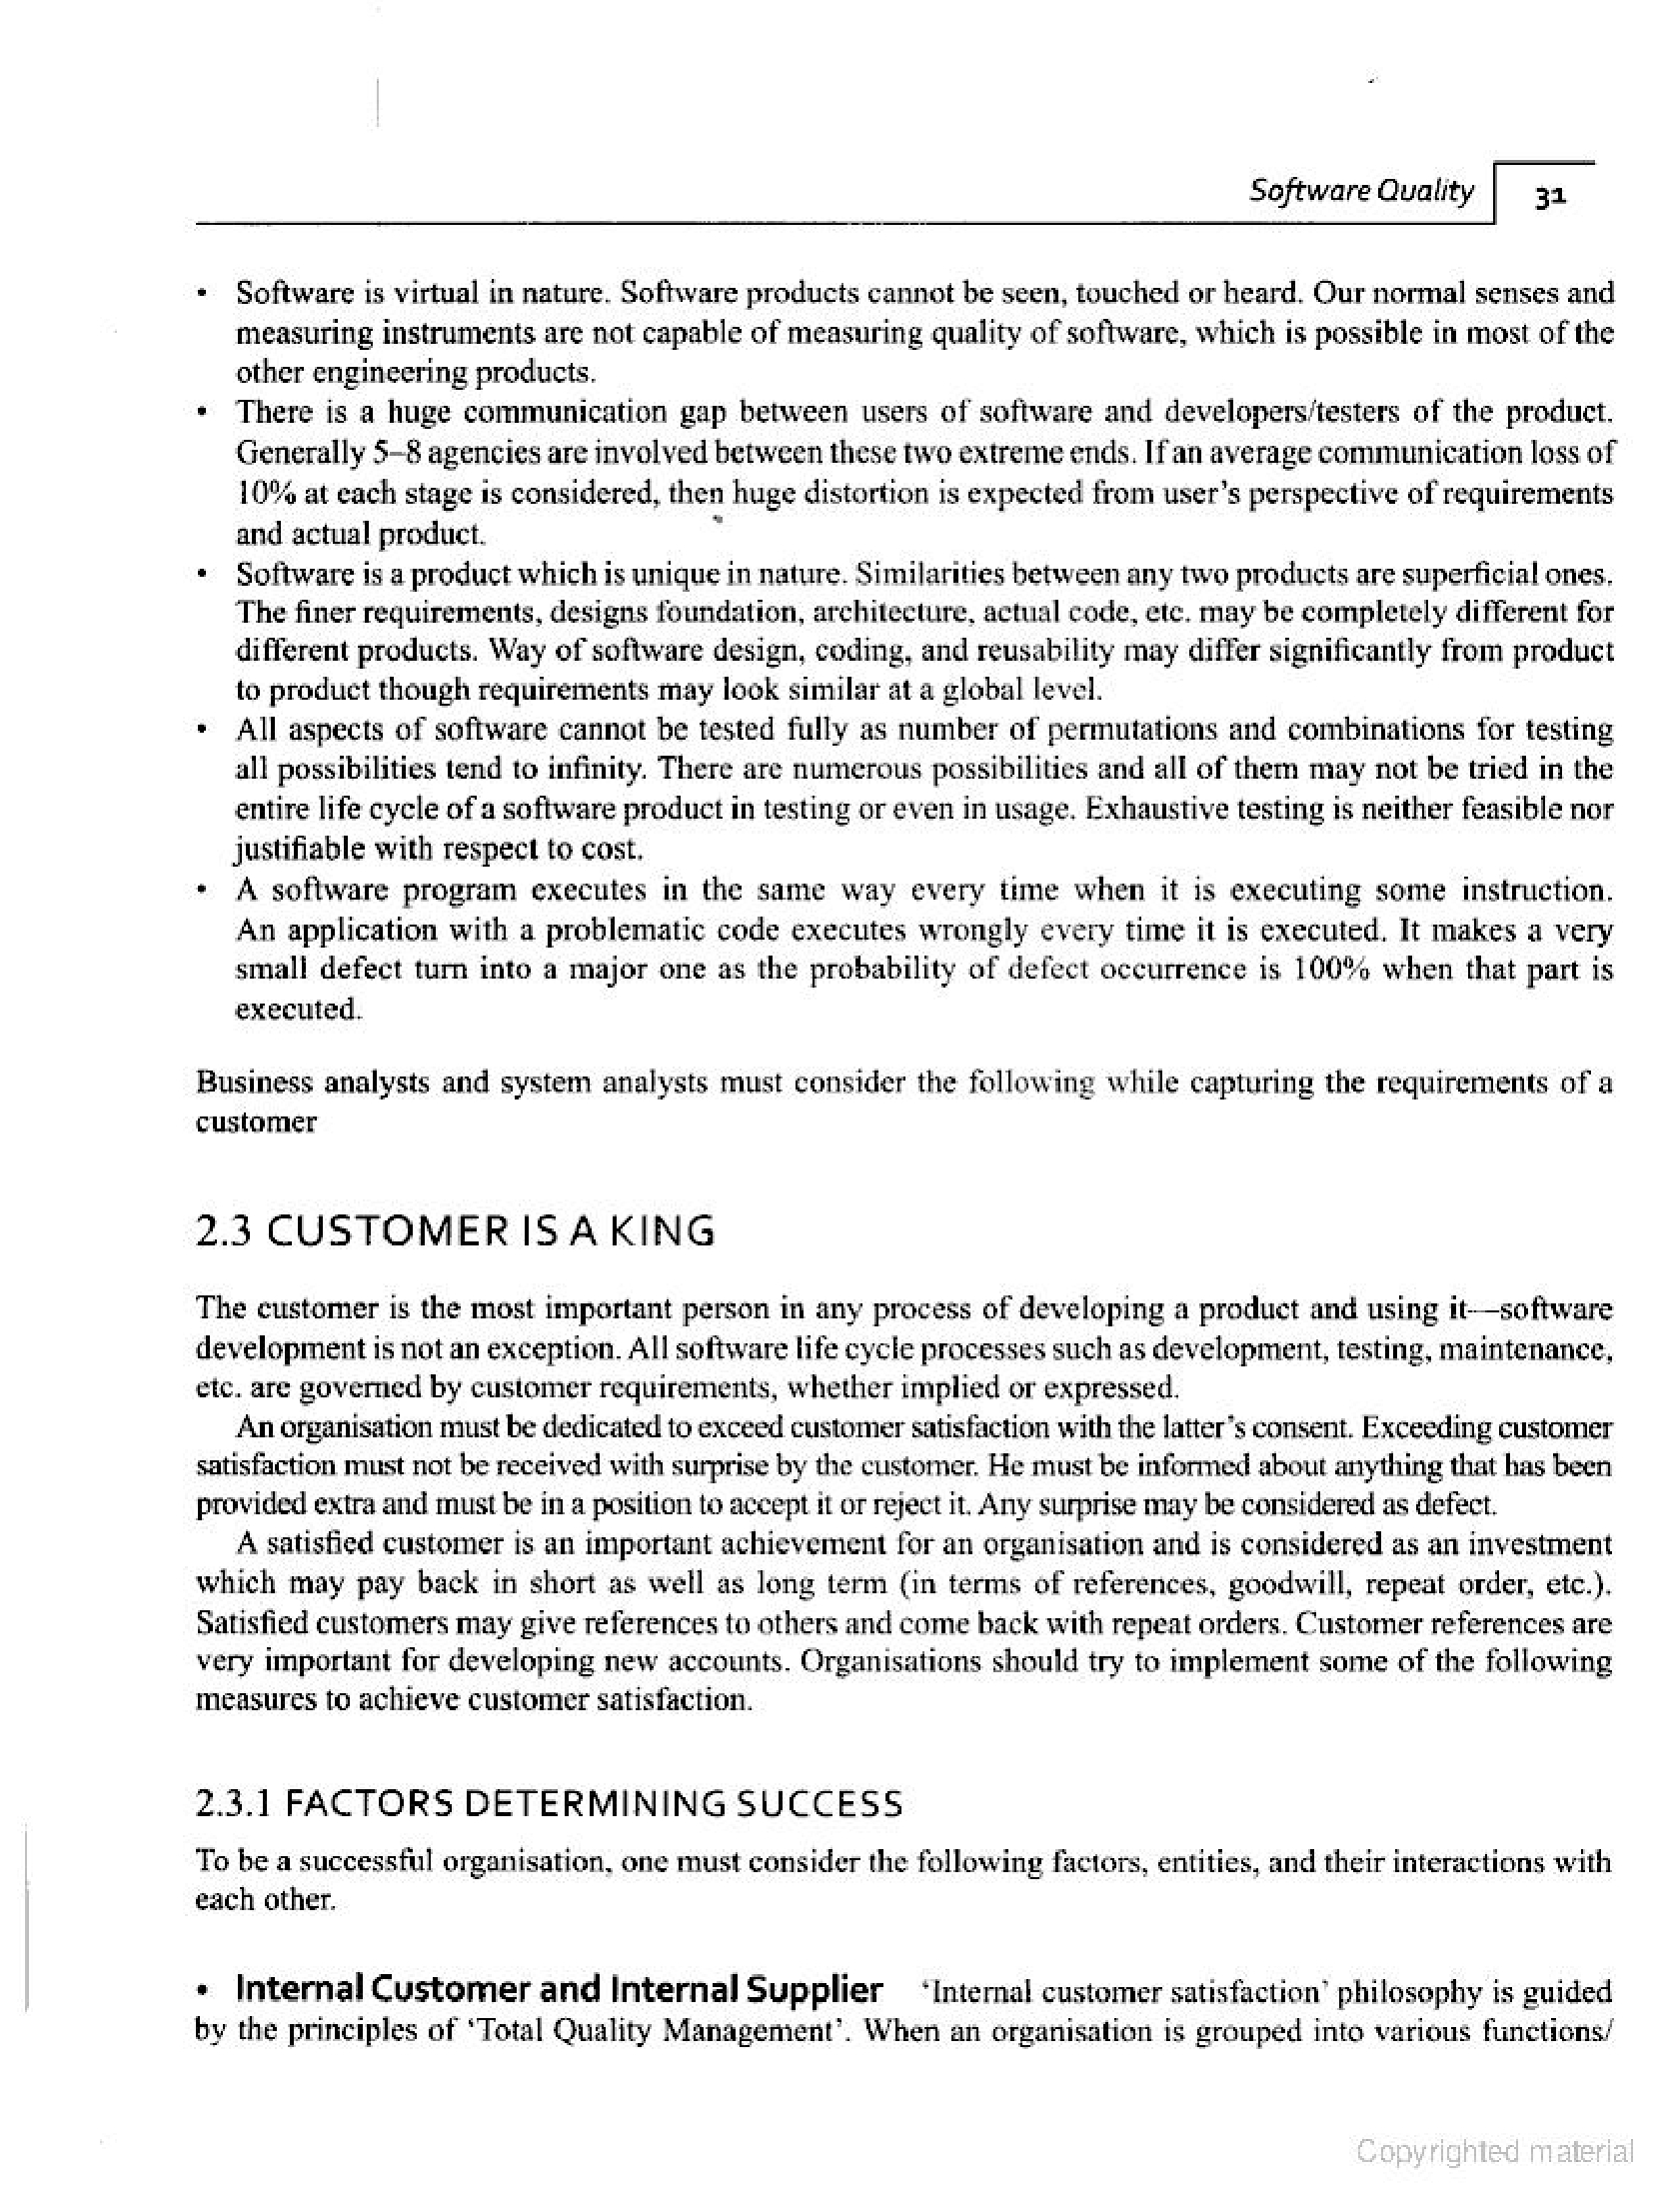 Software Quality 31
• Software is virtual in nature. Software products cannot be seen, touched or heard. Our normal senses and
measuring instruments are not capable of measuring quality of software, which is possible in most of the
other engineering products.
• There is a huge communication gap between users of software and developers/testers of the product.
Generally 5–8 agencies are involved between these two extreme ends. If an average communication loss of
10% at each stage is considered, then huge distortion is expected from user's perspective of requirements
and actual product.
• Software is a product which is unique in nature. Similarities between any two products are superficial ones.
The finer requirements, designs foundation, architecture, actual code, etc. may be completely different for
different products. Way of software design, coding, and reusability may differ significantly from product
to product though requirements may look similar at a global level.
• All aspects of software cannot be tested fully as number of permutations and combinations for testing
all possibilities tend to infinity. There are numerous possibilities and all of them may not be tried in the
entire life cycle of a software product in testing or even in usage. Exhaustive testing is neither feasible nor
justifiable with respect to cost.
• A software program executes in the same way every time when it is executing some instruction.
An application with a problematic code executes wrongly every time it is executed. It makes a very
small defect turn into a major one as the probability of defect occurrence is 100% when that part is
executed.
Business analysts and system analysts must consider the following while capturing the requirements of a
customer
2.3 CUSTOMER IS A KING
The customer is the most important person in any process of developing a product and using it—software
development is not an exception. All software life cycle processes such as development, testing, maintenance,
etc. are governed by customer requirements, whether implied or expressed.
An organisation must be dedicated to exceed customer satisfaction with the latter's consent. Exceeding customer
satisfaction must not be received with surprise by the customer. He must be informed about anything that has been
provided extra and must be in a position to accept it or reject it. Any surprise may be considered as defect.
A satisfied customer is an important achievement for an organisation and is considered as an investment
which may pay back in short as well as long term (in terms of references, goodwill, repeat order, etc.).
Satisfied customers may give references to others and come back with repeat orders. Customer references are
very important for developing new accounts. Organisations should try to implement some of the following
measures to achieve customer satisfaction.
2.3.1 FACTORS DETERMINING SUCCESS
To be a successful organisation, one must consider the following factors, entities, and their interactions with
each other.
• Internal Customer and Internal Supplier 'Internal customer satisfaction' philosophy is guided
by the principles of 'Total Quality Management'. When an organisation is grouped into various functions/
Copyrighted material